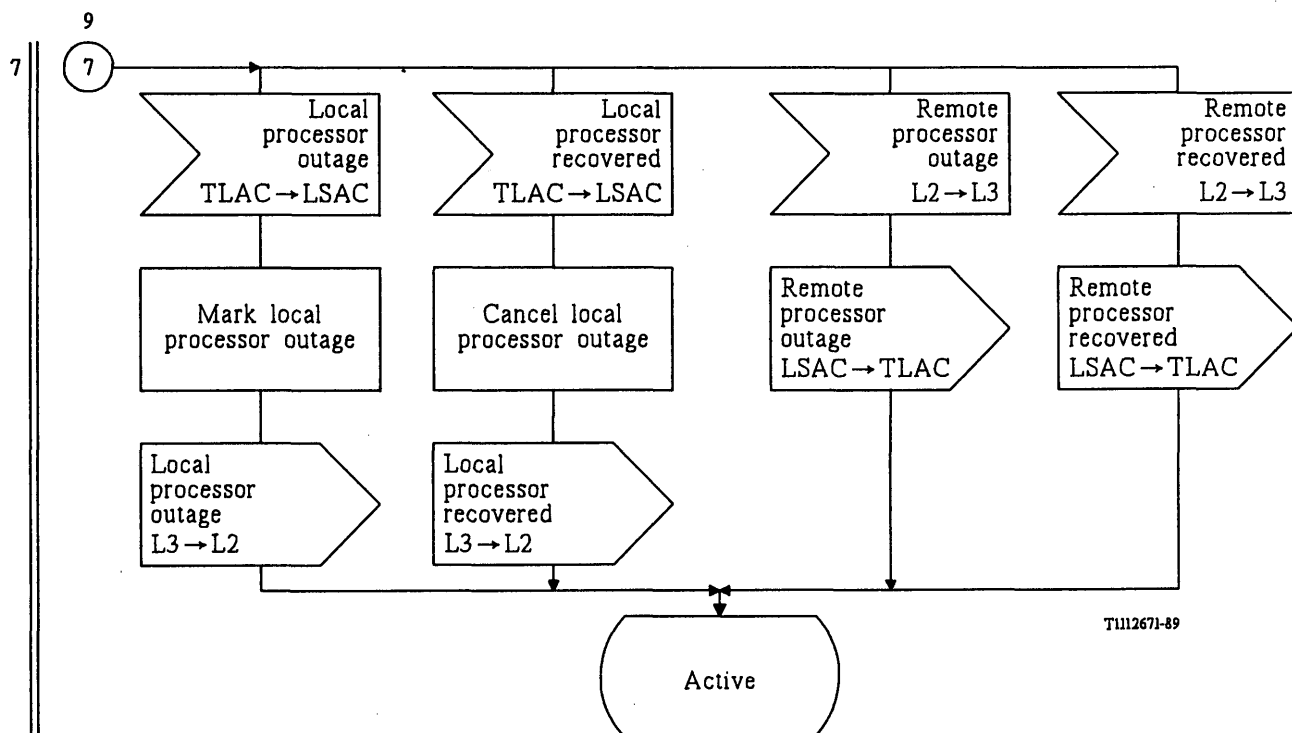 9
7
7
Local
processor
outage
TLAC→LSAC
Local
processor
recovered
TLAC→LSAC
Remote
processor
outage
L2→L3
Remote
processor
recovered
L2→L3
Mark local
processor outage
Cancel local
processor outage
Remote
processor
outage
LSAC→TLAC
Remote
processor
recovered
LSAC→TLAC
Local
processor
outage
L3→L2
Local
processor
recovered
L3→L2
T1112671-89
Active